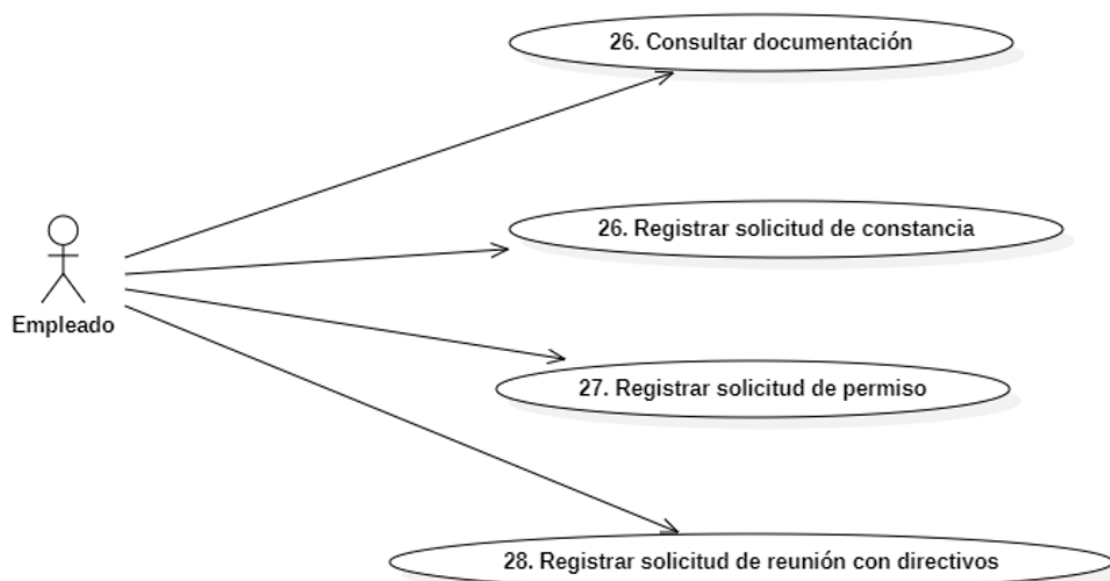 26. Consultar documentación
26. Registrar solicitud de constancia
Empleado
27. Registrar solicitud de permiso
28. Registrar solicitud de reunión con directivos